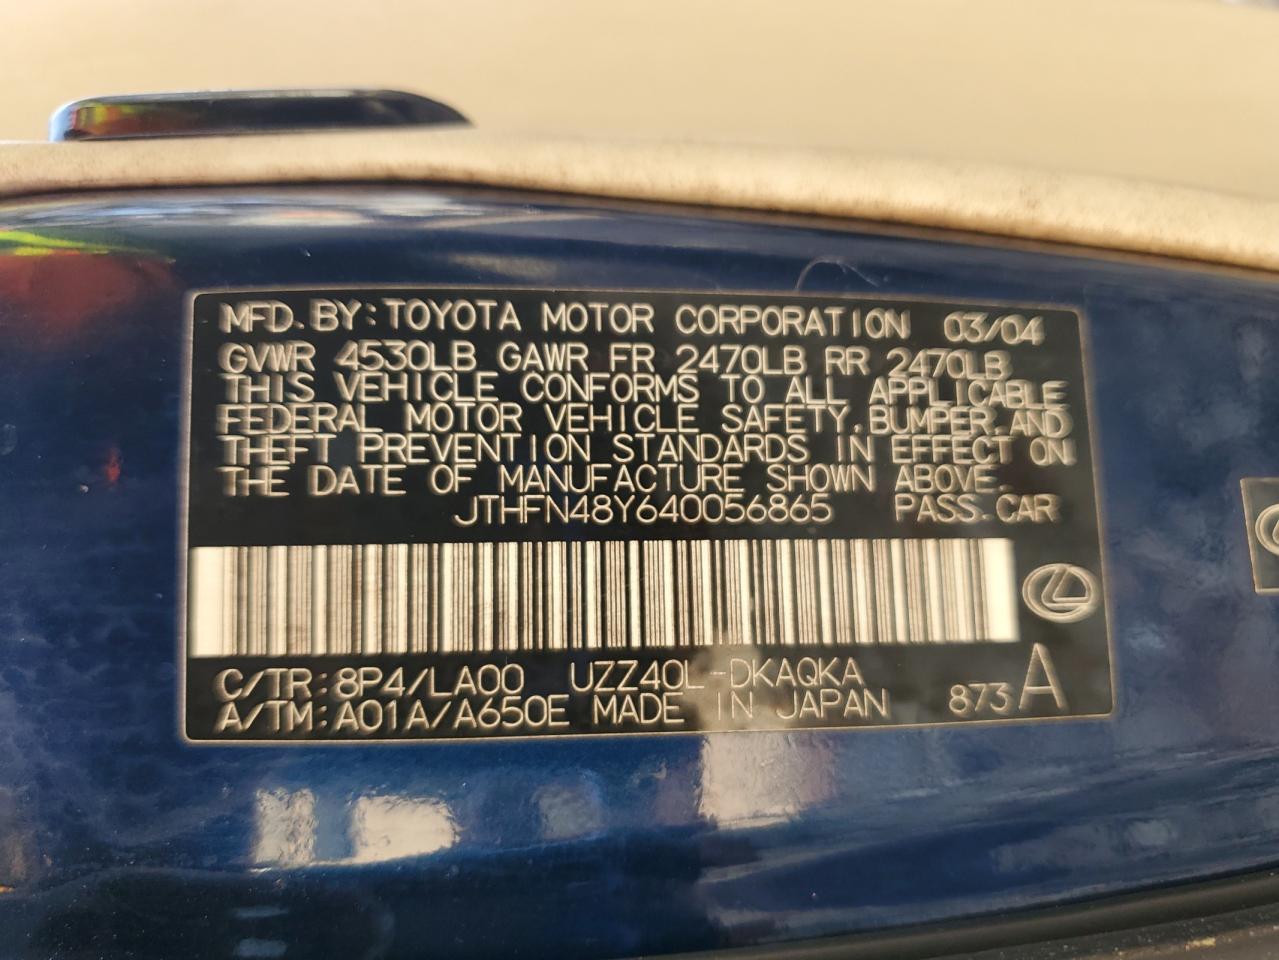 MFD. BY: TOYOTA MOTOR CORPORATION 03/04
GVWR 4530LB GAWR FR 2470LB RR 2470LB
THIS VEHICLE CONFORMS TO ALL APPLICABLE
FEDERAL MOTOR VEHICLE SAFETY, BUMPER, AND
THEFT PREVENTION STANDARDS IN EFFECT ON
THE DATE OF MANUFACTURE SHOWN ABOVE.
JTHFN48Y640056865 PASS. CAR
C/TR: 8P4/LA00 UZZ40L-DKAQKA
A/TM: A01A/A650E MADE IN JAPAN 873 A